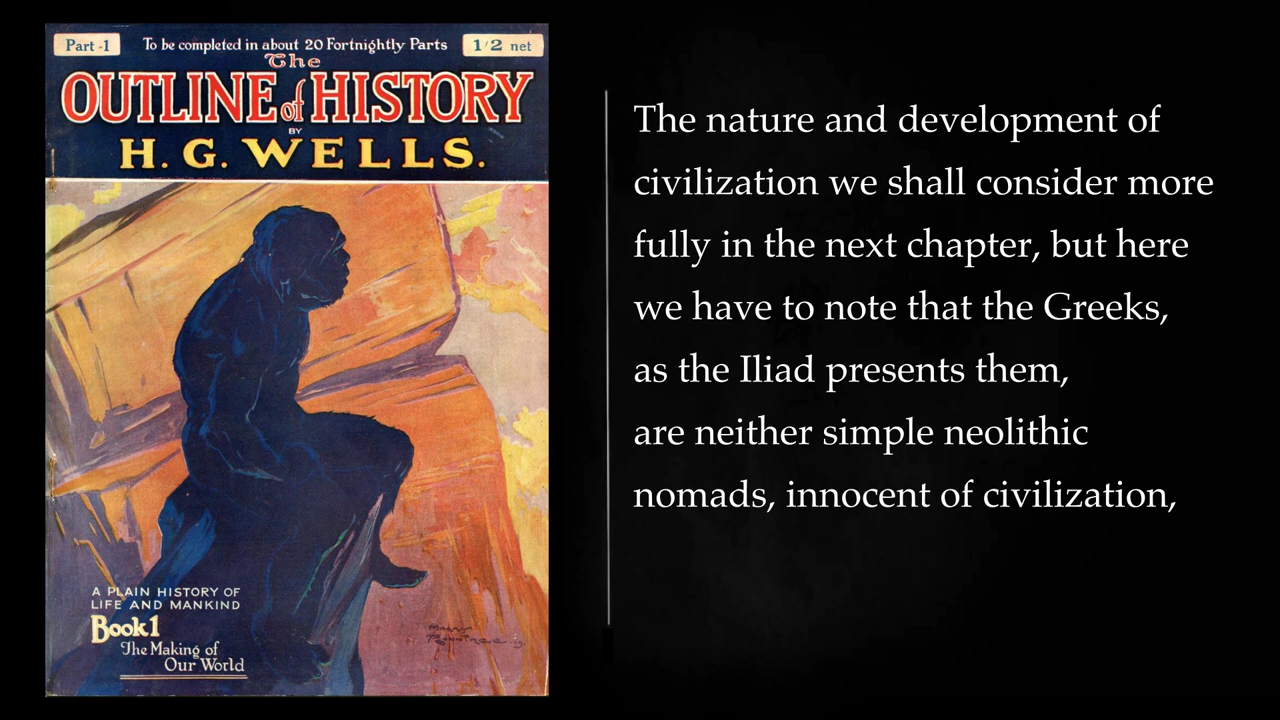 Part -1
To be completed in about 20 Fortnightly Parts
1/2 net
The
OUTLINE of HISTORY
BY
H. G. WELLS.
A PLAIN HISTORY OF
LIFE AND MANKIND
Book 1
The Making of
Our World
The nature and development of
civilization we shall consider more
fully in the next chapter, but here
we have to note that the Greeks,
as the Iliad presents them,
are neither simple neolithic
nomads, innocent of civilization,